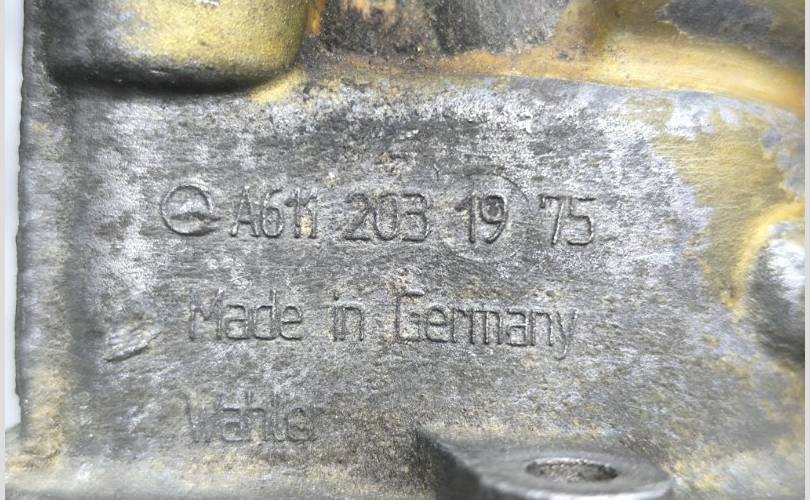 A611 203 19 75
Made in Germany
Wahler